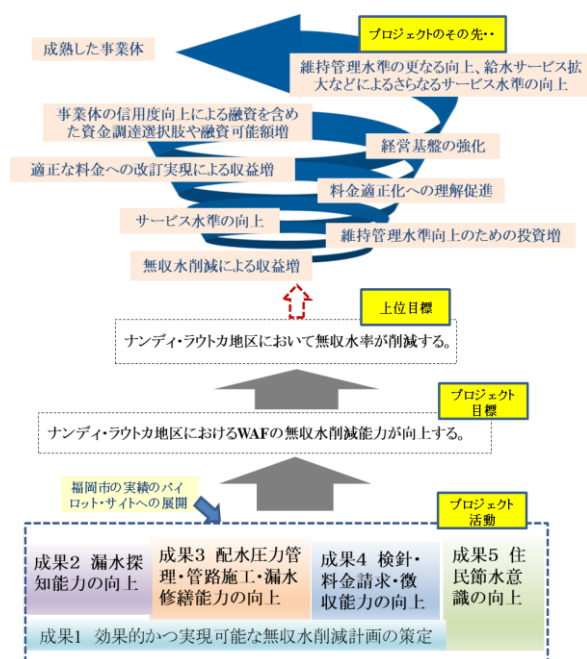 プロジェクトのその先‥
成熟した事業体
維持管理水準の更なる向上、給水サービス拡
大などによるさらなるサービス水準の向上
事業体の信用度向上による融資を含め
た資金調達選択肢や融資可能額増
経営基盤の強化
適正な料金への改訂実現による収益増
料金適正化への理解促進
サービス水準の向上
維持管理水準向上のための投資増
無収水削減による収益増
上位目標
ナンディ・ラウトカ地区において無収水率が削減する。
プロジェクト
目標
ナンディ・ラウトカ地区におけるWAFの無収水削減能力が向上する。
福岡市の実績のパイ
ロット・サイトへの展開
プロジェクト
活動
成果2 漏水探
知能力の向上
成果3 配水圧力管
理・管路施工・漏水
修繕能力の向上
成果4 検針・
料金請求・徴
収能力の向上
成果5 住
民節水意
識の向上
成果1 効果的かつ実現可能な無収水削減計画の策定